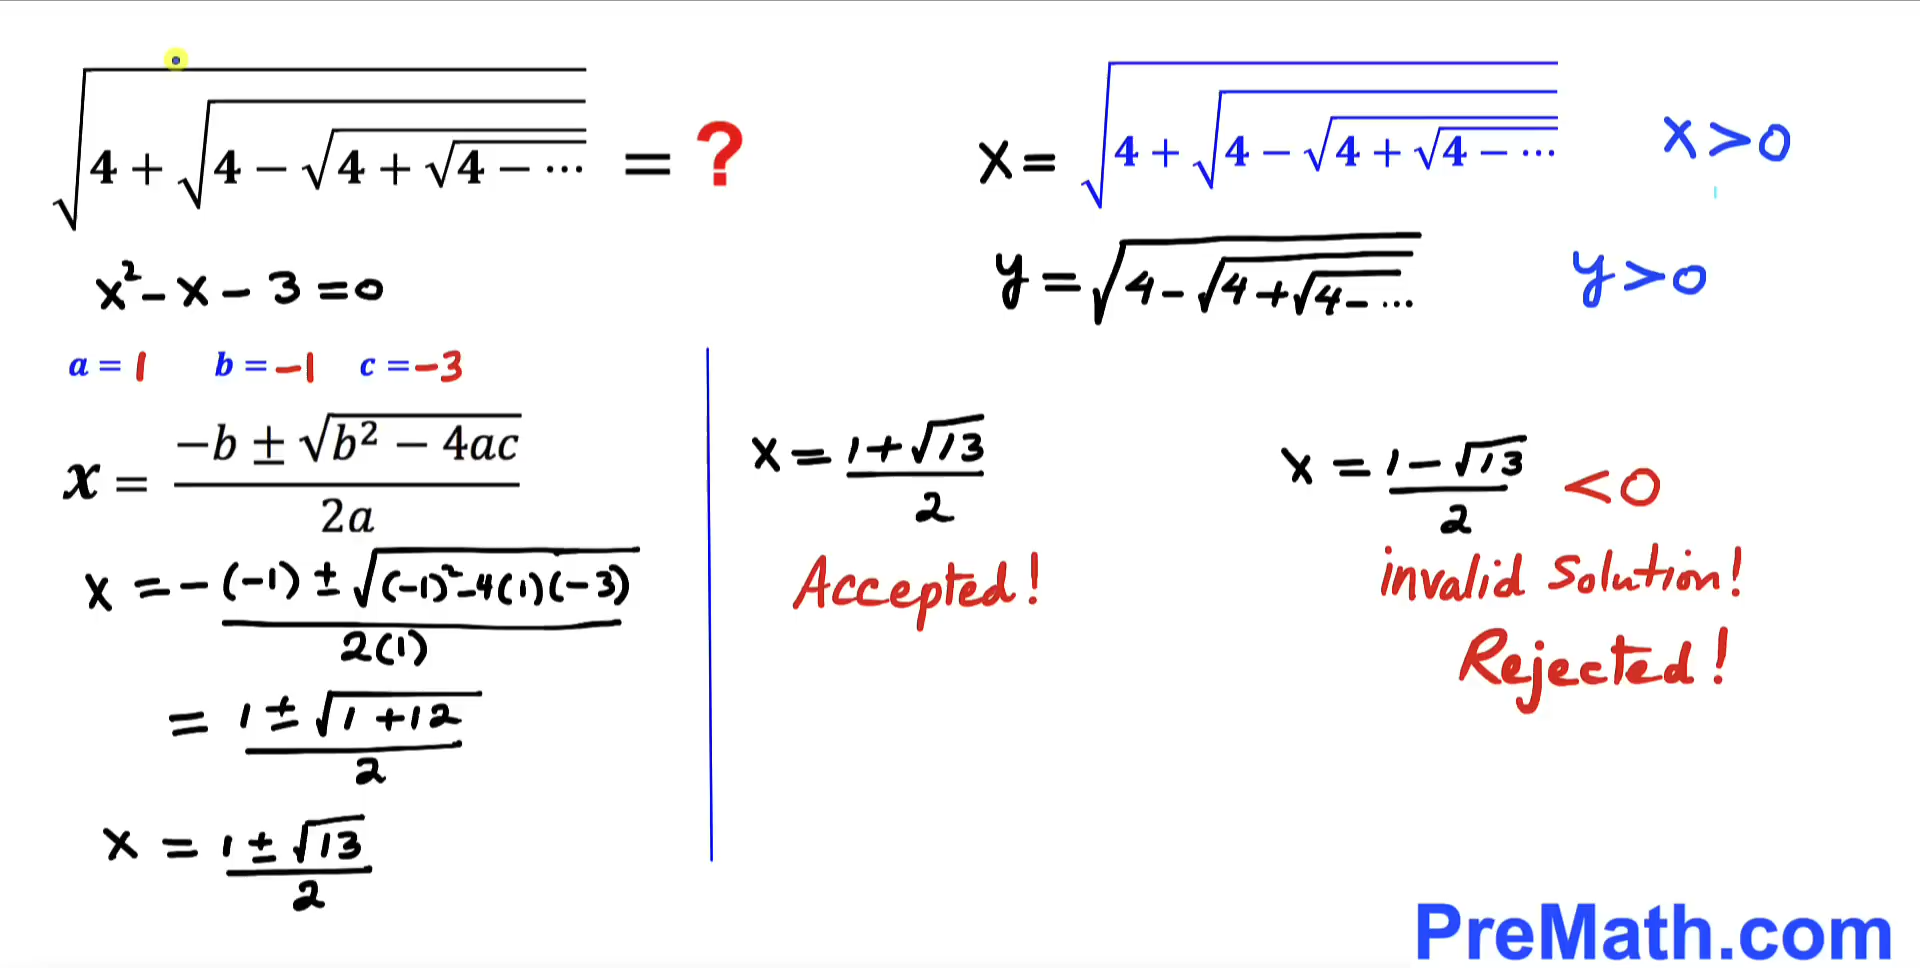 √(4 + √(4 − √(4 + √(4 − ⋯ = ?
x² - x - 3 = 0
a = 1 b = -1 c = -3
x = (−b ± √(b² − 4ac)) / 2a
x = (-(-1) ± √((-1)² - 4(1)(-3))) / 2(1)
= (1 ± √(1 + 12)) / 2
x = (1 ± √13) / 2
x = √(4 + √(4 − √(4 + √(4 − ⋯ x > 0
y = √(4 - √(4 + √(4 - ... y > 0
x = (1 + √13) / 2
Accepted!
x = (1 - √13) / 2 < 0
invalid Solution!
Rejected!
PreMath.com